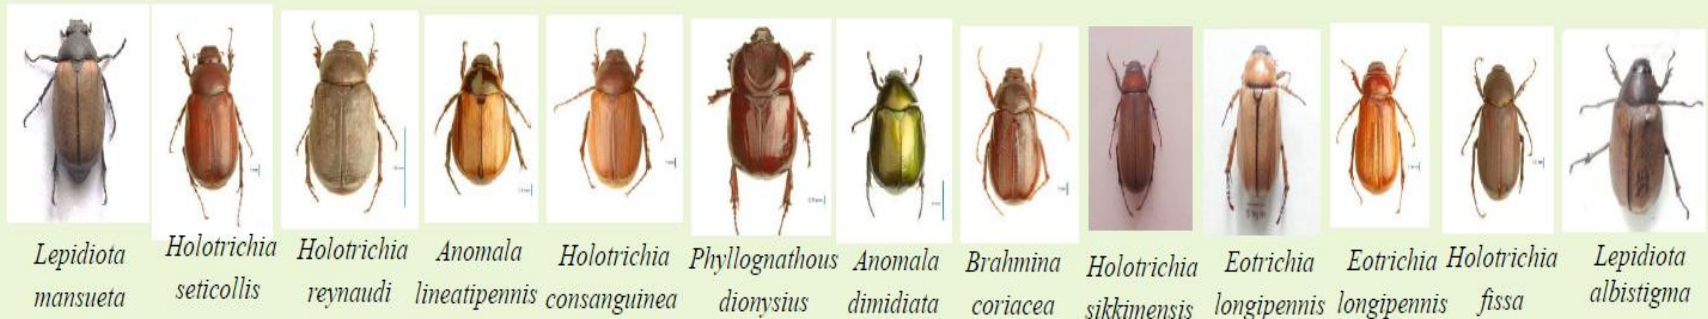 Lepidiota
mansueta
Holotrichia
seticollis
Holotrichia
reynaudi
Anomala
lineatipennis
Holotrichia
consanguinea
Phyllognathous
dionysius
Anomala
dimidiata
Brahmina
coriacea
Holotrichia
sikkimensis
Eotrichia
longipennis
Eotrichia
longipennis
Holotrichia
fissa
Lepidiota
albistigma